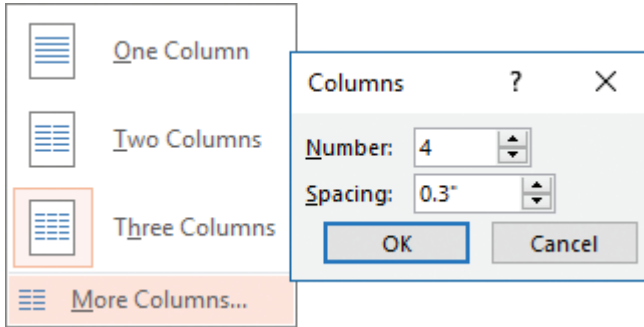 One Column
Two Columns
Three Columns
More Columns...
Columns ? ×
Number: 4
Spacing: 0.3"
OK Cancel